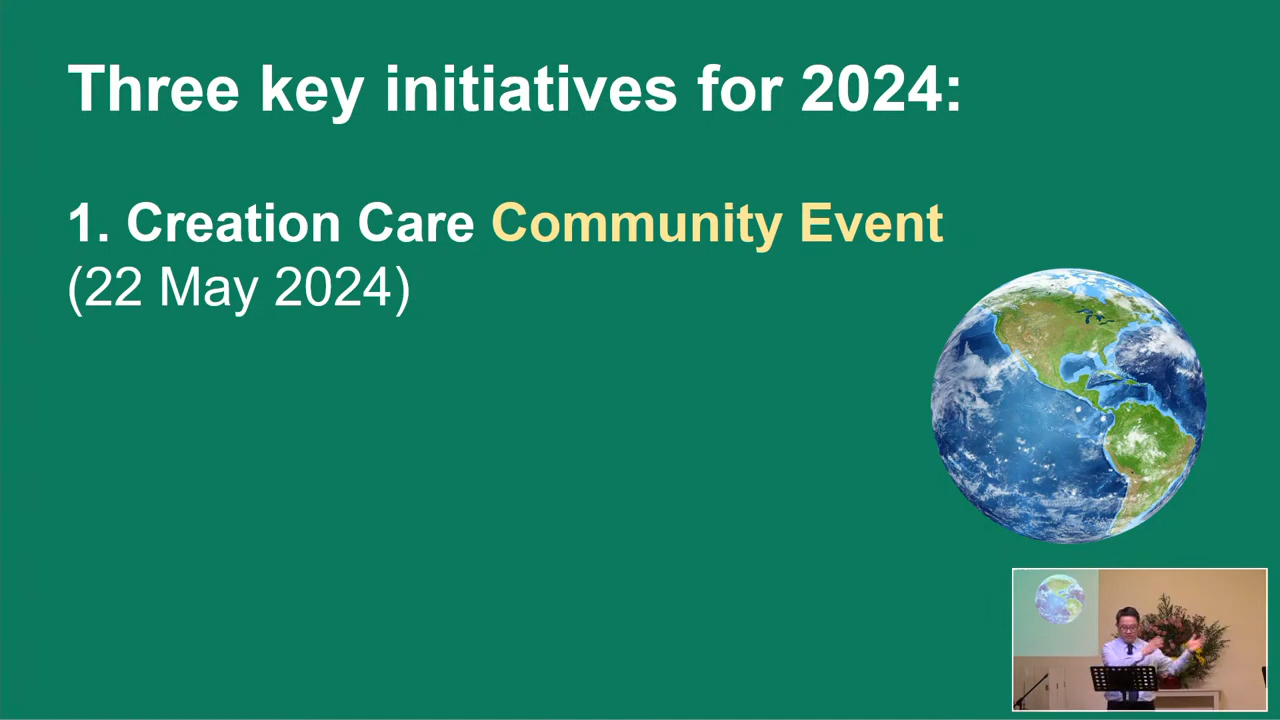 Three key initiatives for 2024:
1. Creation Care Community Event
(22 May 2024)